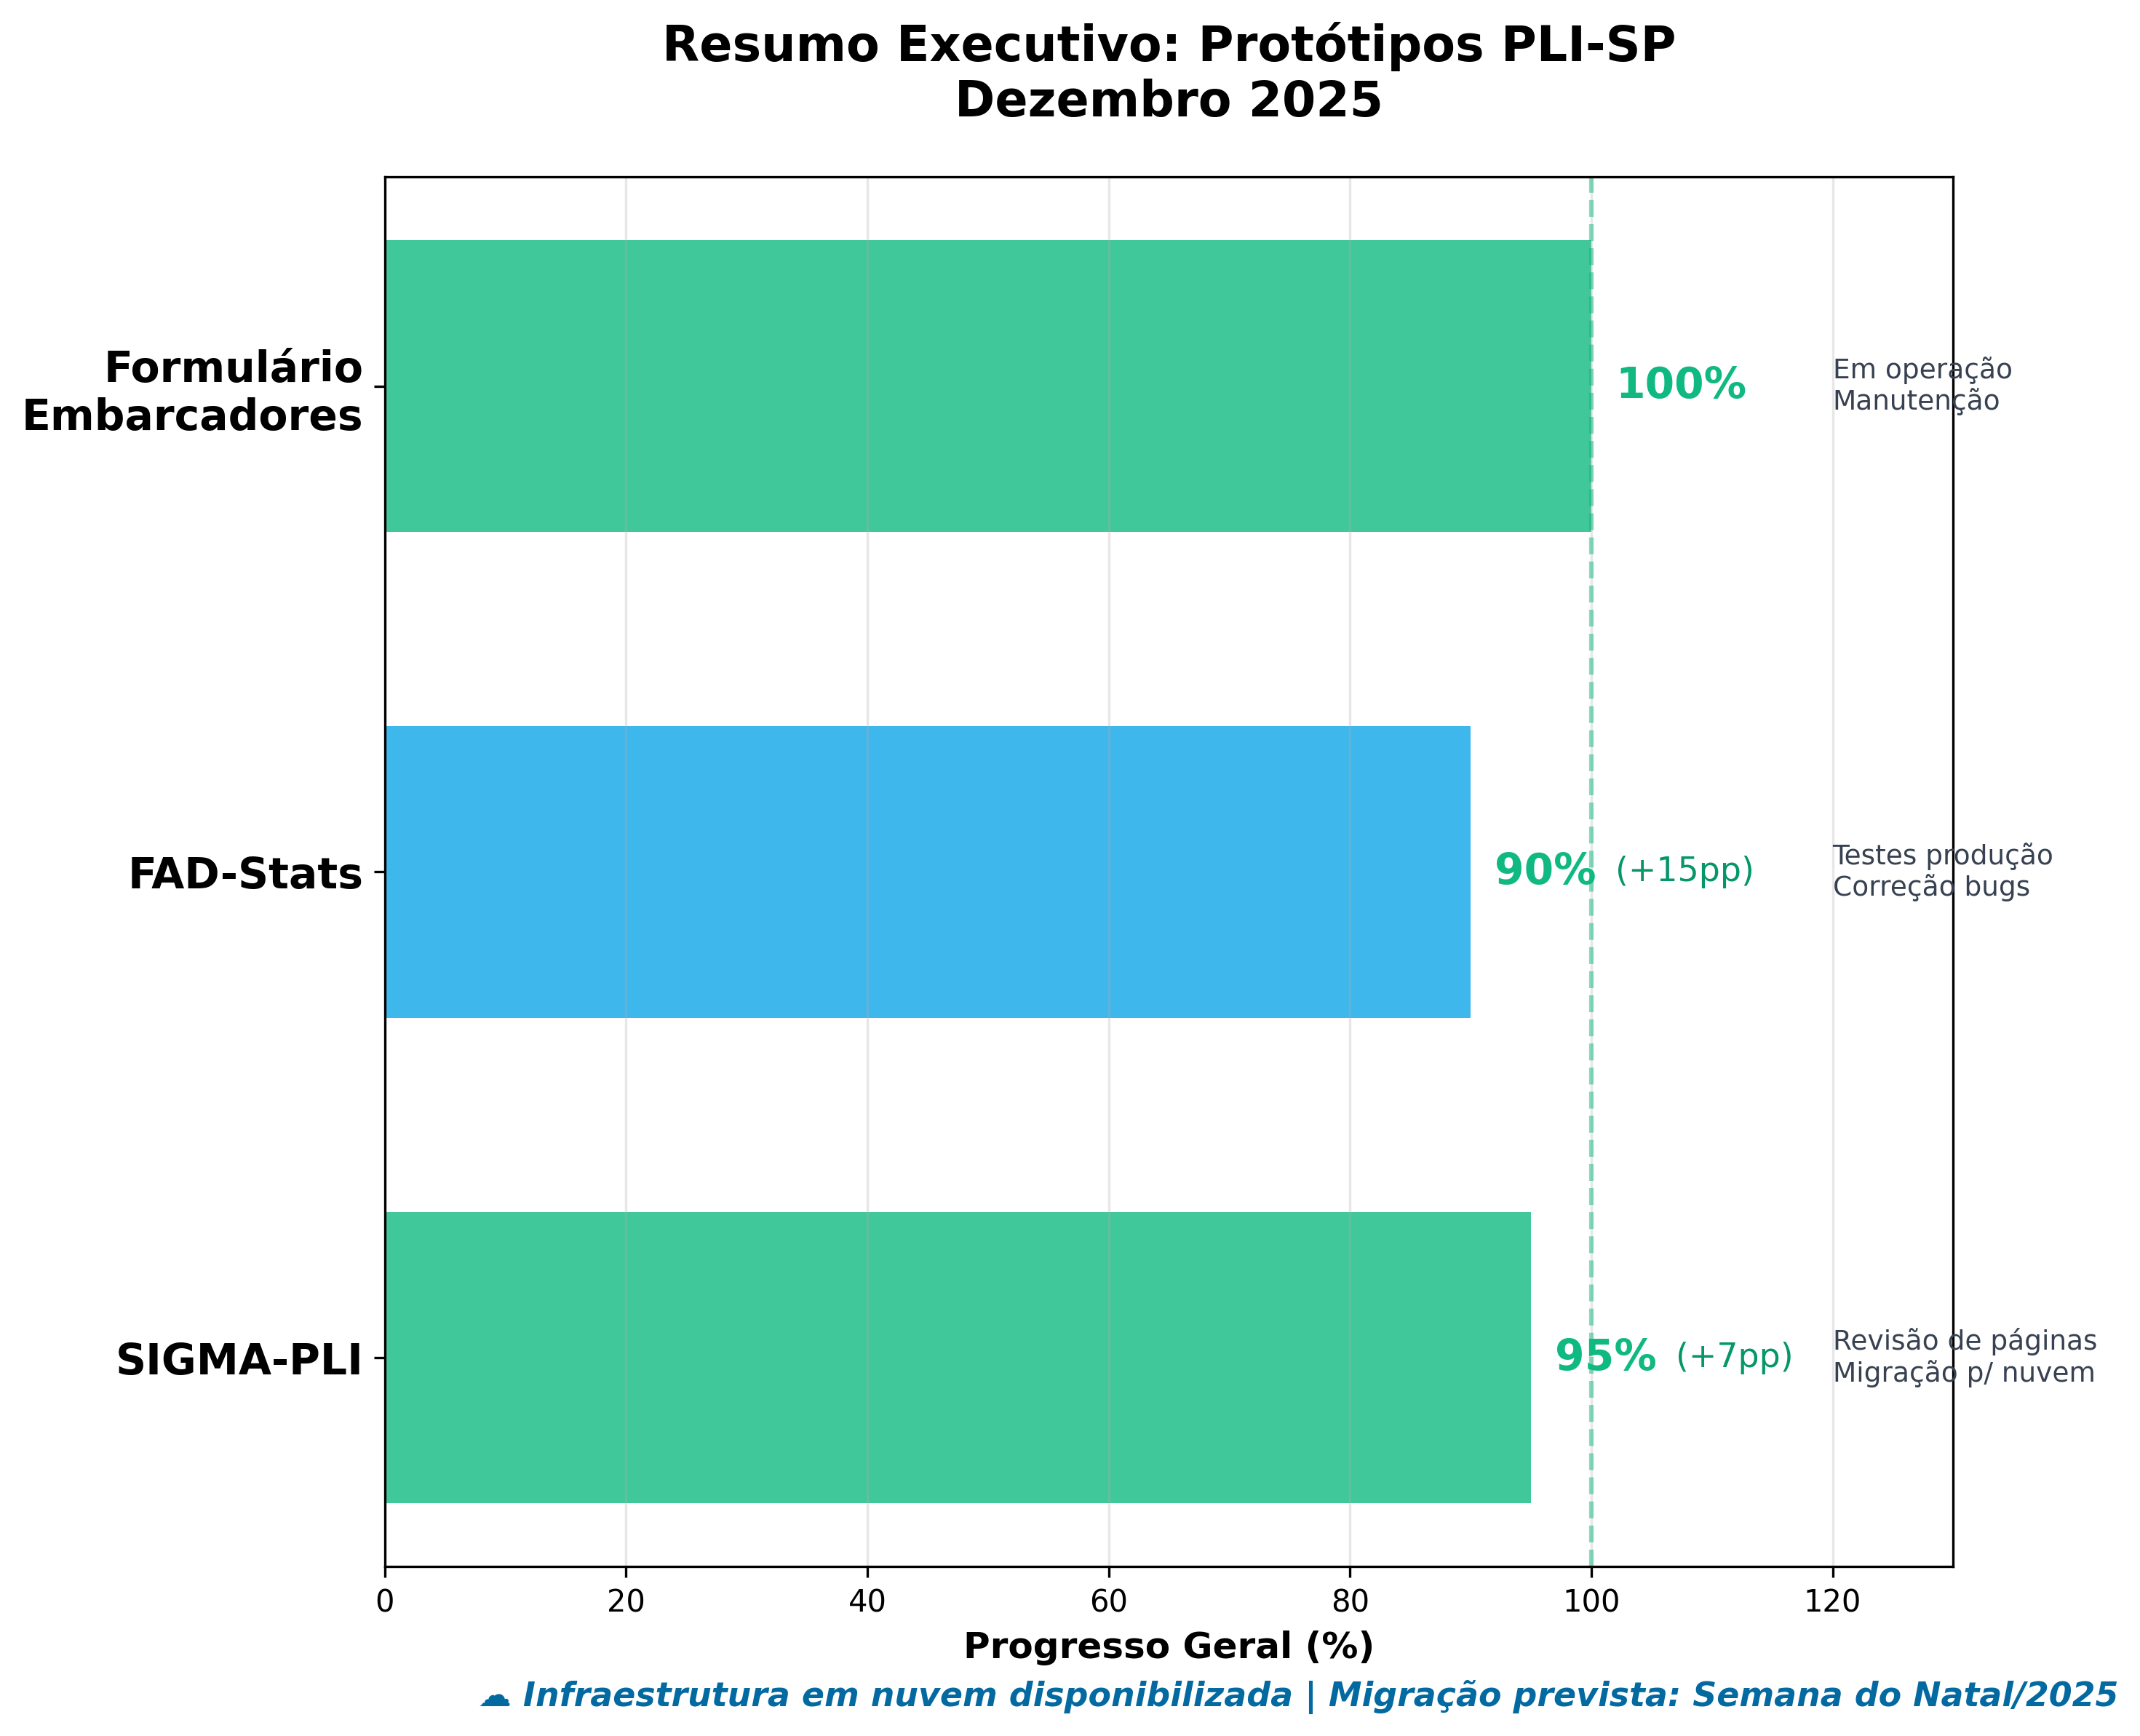 Resumo Executivo: Protótipos PLI-SP
Dezembro 2025
Formulário
Embarcadores
100%
Em operação
Manutenção
FAD-Stats
90% (+15pp)
Testes produção
Correção bugs
SIGMA-PLI
95% (+7pp)
Revisão de páginas
Migração p/ nuvem
0 20 40 60 80 100 120
Progresso Geral (%)
☁ Infraestrutura em nuvem disponibilizada | Migração prevista: Semana do Natal/2025